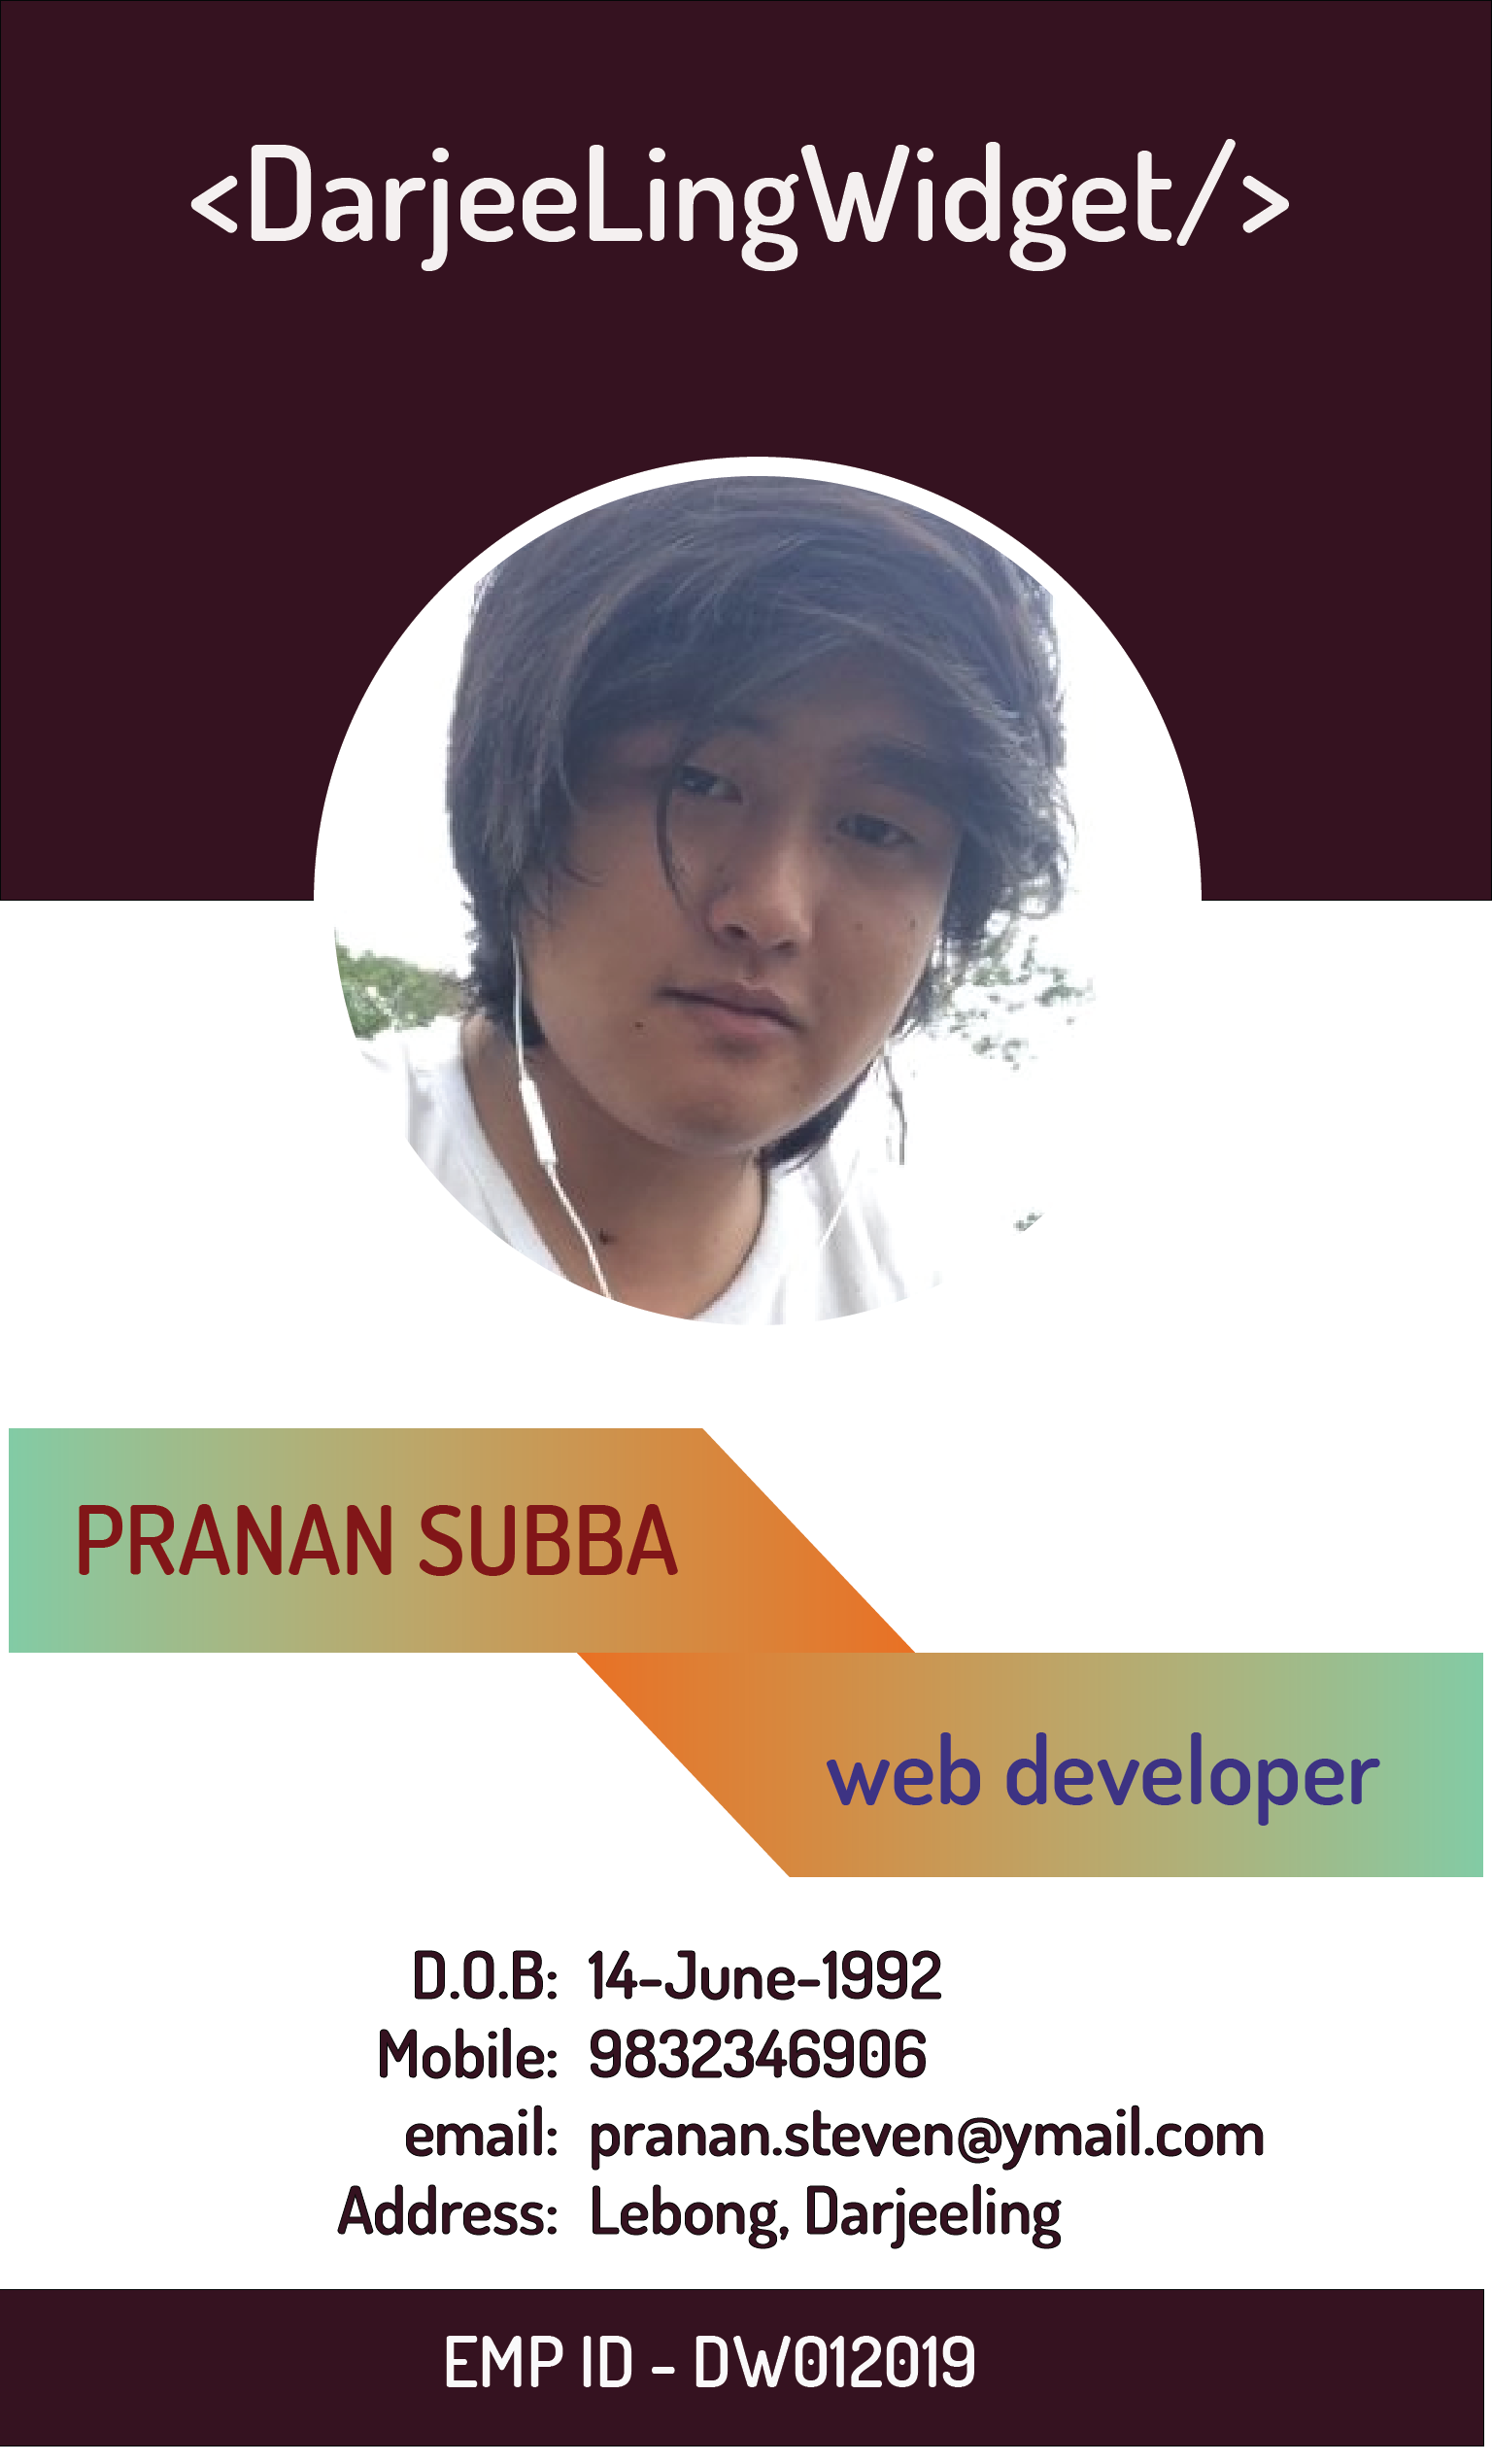 <DarjeeLingWidget/>
PRANAN SUBBA
web developer
D.O.B: 14-June-1992
Mobile: 9832346906
email: pranan.steven@ymail.com
Address: Lebong, Darjeeling
EMP ID - DW012019